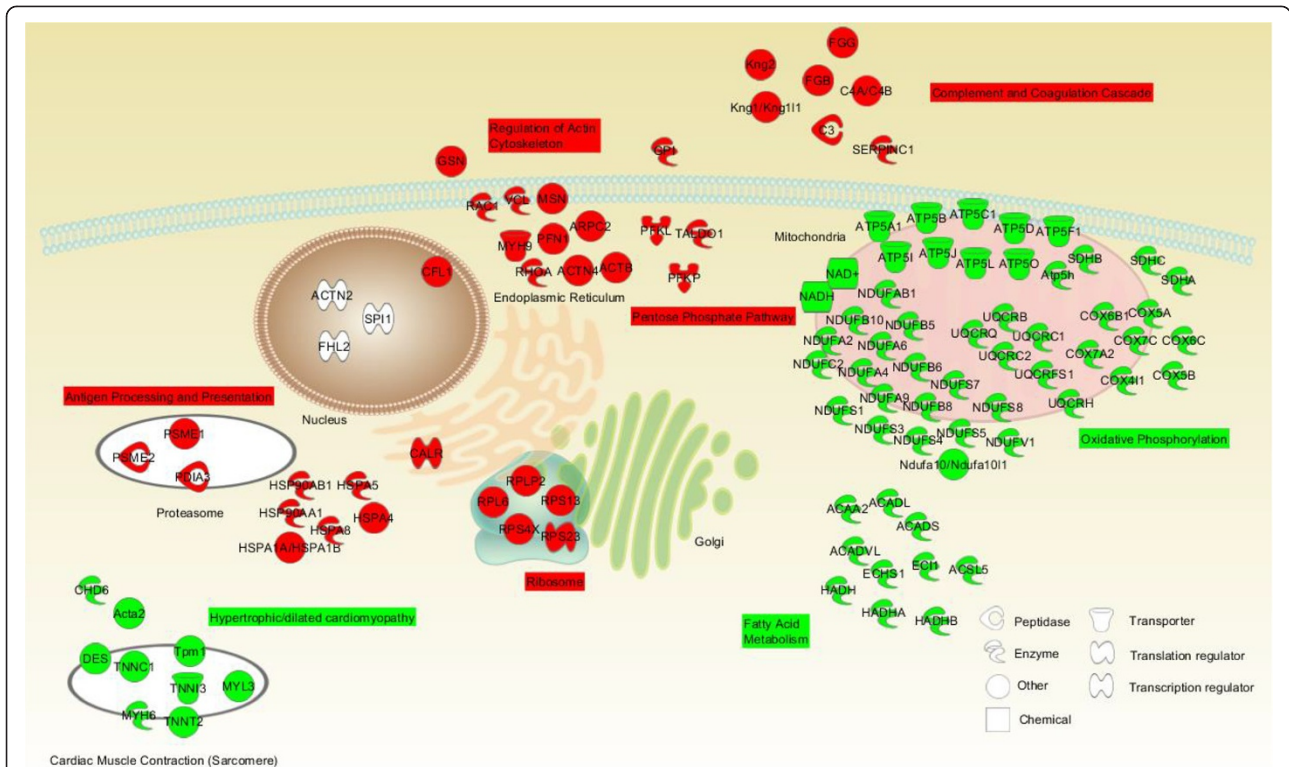 FGG
Kng2
FGB
C4A/C4B
Complement and Coagulation Cascade
Kng1/Kng1l1
Regulation of Actin
Cytoskeleton
C3
GPI
SERPINC1
GSN
RAC1
VCL
MSN
ARPC2
PFN1
MYH9
RHOA
ACTN4
ACTB
PFKL
TALDO1
PFKP
Endoplasmic Reticulum
Pentose Phosphate Pathway
CFL1
ACTN2
SPI1
FHL2
Nucleus
Mitochondria
ATP5A1
ATP5B
ATP5C1
ATP5D
ATP5F1
ATP5I
ATP5J
ATP5L
ATP5O
Atp5h
SDHB
SDHC
SDHA
NAD+
NADH
NDUFAB1
NDUFB10
NDUFB5
NDUFA2
NDUFA6
NDUFC2
NDUFA4
NDUFB6
NDUFS7
NDUFA9
NDUFS1
NDUFB8
NDUFS8
NDUFS3
NDUFS4
NDUFS5
NDUFV1
Ndufa10/Ndufa10l1
UQCRB
UQCRQ
UQCRC1
UQCRC2
UQCRFS1
UQCRH
COX6B1
COX5A
COX7C
COX6C
COX7A2
COX4I1
COX5B
Oxidative Phosphorylation
Antigen Processing and Presentation
PSME1
PSME2
PDIA3
Proteasome
CALR
HSP90AB1
HSPA5
HSP90AA1
HSPA4
HSPA8
HSPA1A/HSPA1B
RPLP2
RPL6
RPS13
RPS4X
RPS23
Ribosome
Golgi
ACAA2
ACADL
ACADS
ACADVL
ECHS1
ECI1
ACSL5
HADH
HADHA
HADHB
Fatty Acid
Metabolism
CHD6
Acta2
Hypertrophic/dilated cardiomyopathy
DES
TNNC1
Tpm1
TNNI3
MYL3
MYH6
TNNT2
Cardiac Muscle Contraction (Sarcomere)
Peptidase
Transporter
Enzyme
Translation regulator
Other
Transcription regulator
Chemical